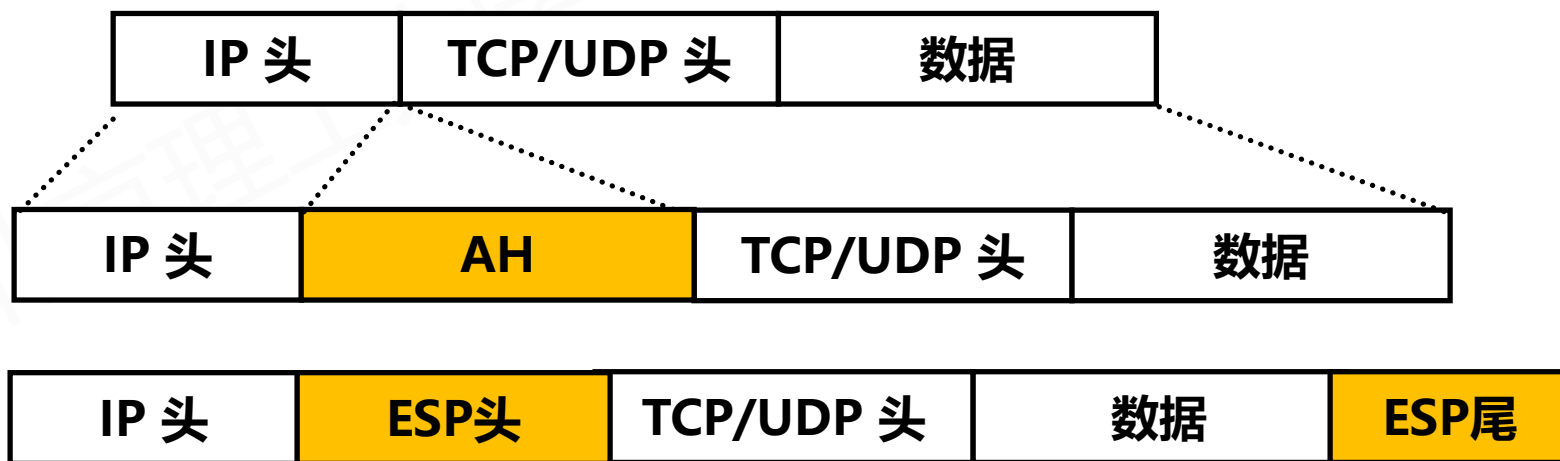 IP 头 TCP/UDP 头 数据
IP 头 AH TCP/UDP 头 数据
IP 头 ESP头 TCP/UDP 头 数据 ESP尾